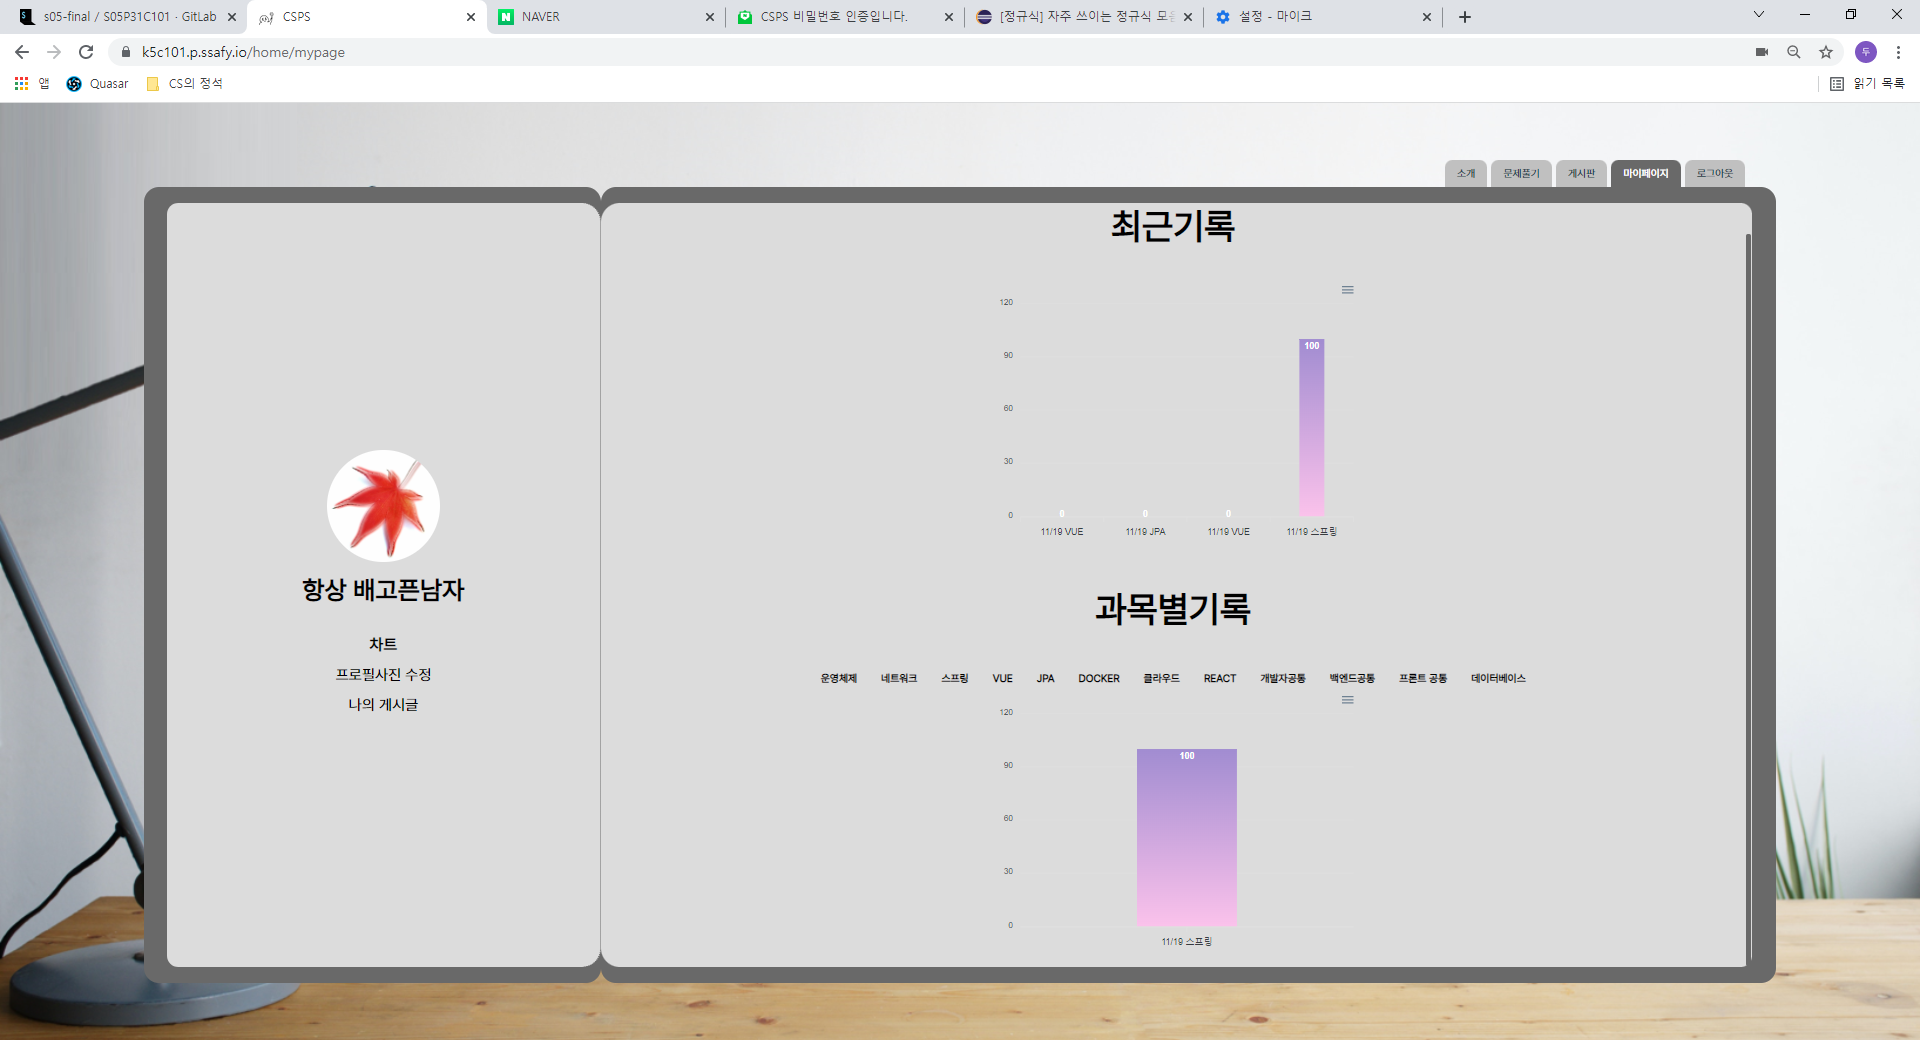 s05-final / S05P31C101 · GitLab
CSPS
NAVER
CSPS 비밀번호 인증입니다.
[정규식] 자주 쓰이는 정규식 모음
설정 - 마이크
k5c101.p.ssafy.io/home/mypage
두
앱
Quasar
CS의 정석
읽기 목록
소개
문제풀기
게시판
마이페이지
로그아웃
항상 배고픈남자
차트
프로필사진 수정
나의 게시글
최근기록
120
90
60
30
0
100
0
0
0
11/19 VUE
11/19 JPA
11/19 VUE
11/19 스프링
과목별기록
운영체제
네트워크
스프링
VUE
JPA
DOCKER
클라우드
REACT
개발자공통
백엔드공통
프론트 공통
데이터베이스
120
90
60
30
0
100
11/19 스프링